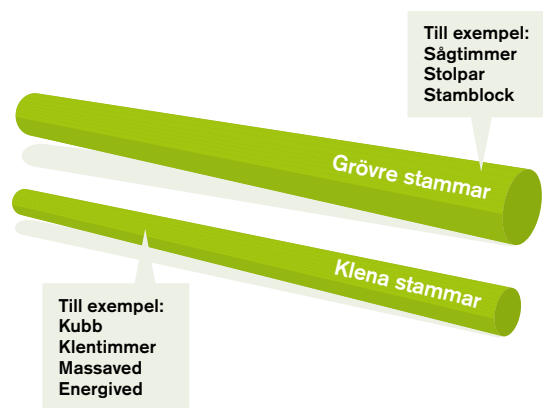 Till exempel:
Sågtimmer
Stolpar
Stamblock
Grövre stammar
Klena stammar
Till exempel:
Kubb
Klentimmer
Massaved
Energived